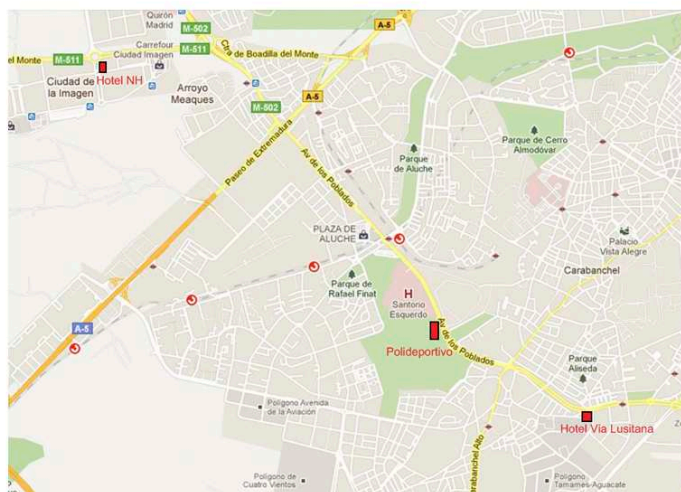 Quirón
Madrid
M-502
A-5
Carrefour
Ciudad Imagen
M-511
Ctra de Boadilla del Monte
el Monte
M-511
Hotel NH
Ciudad de
la Imagen
Arroyo
Meaques
A-5
M-502
Paseo de Extremadura
Av de los Poblados
Parque de Cerro
Almodóvar
Parque
de Aluche
PLAZA DE
ALUCHE
Palacio
Vista Alegre
Carabanchel
Parque de
Rafael Finat
H
Santorio
Esquerdo
A-5
Av de los Poblados
Polideportivo
Parque
Aliseda
Polígono Avenida
de la Aviación
Hotel Vía Lusitana
arabanchel Alto
Polígono de
Cuatro Vientos
Polígono
Tamames-Aguacate